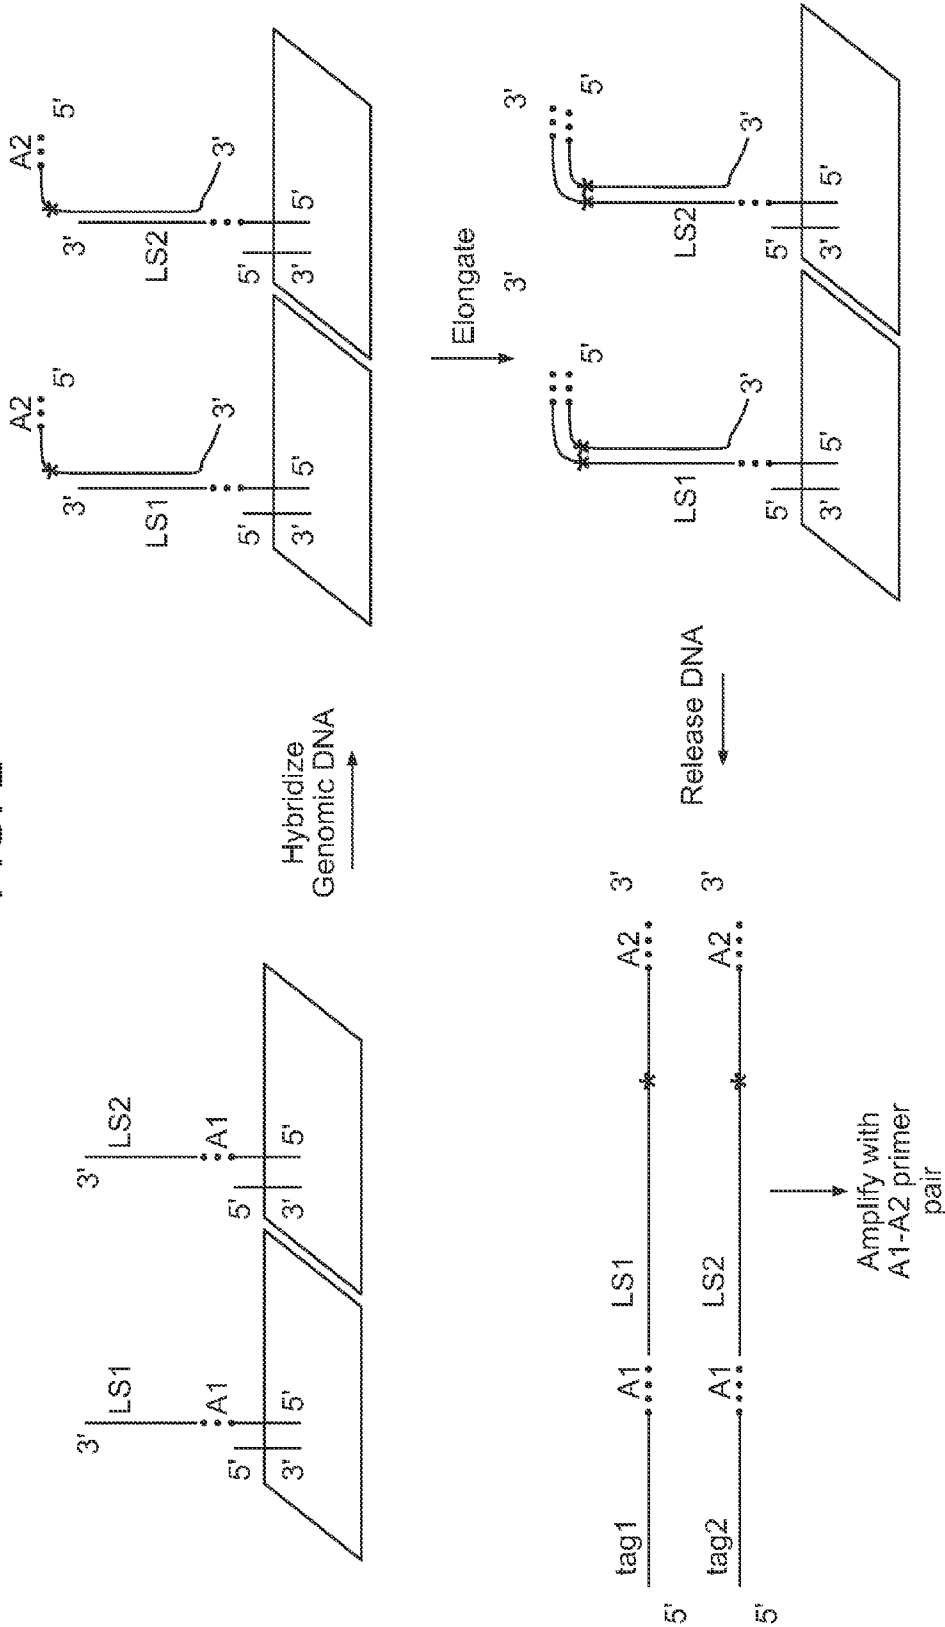 3' LS1
A1
5' 5'
3'
3' LS2
A1
5' 5'
3'
Hybridize
Genomic DNA
A2
5'
3'
LS1
3'
5' 5'
3'
A2
5'
3'
LS2
3'
5' 5'
3'
Elongate
3'
5'
LS1
3'
5' 5'
3'
3'
5'
LS2
3'
5' 5'
3'
Release DNA
tag1 A1 LS1 A2 3'
5'
tag2 A1 LS2 A2 3'
5'
Amplify with
A1-A2 primer
pair